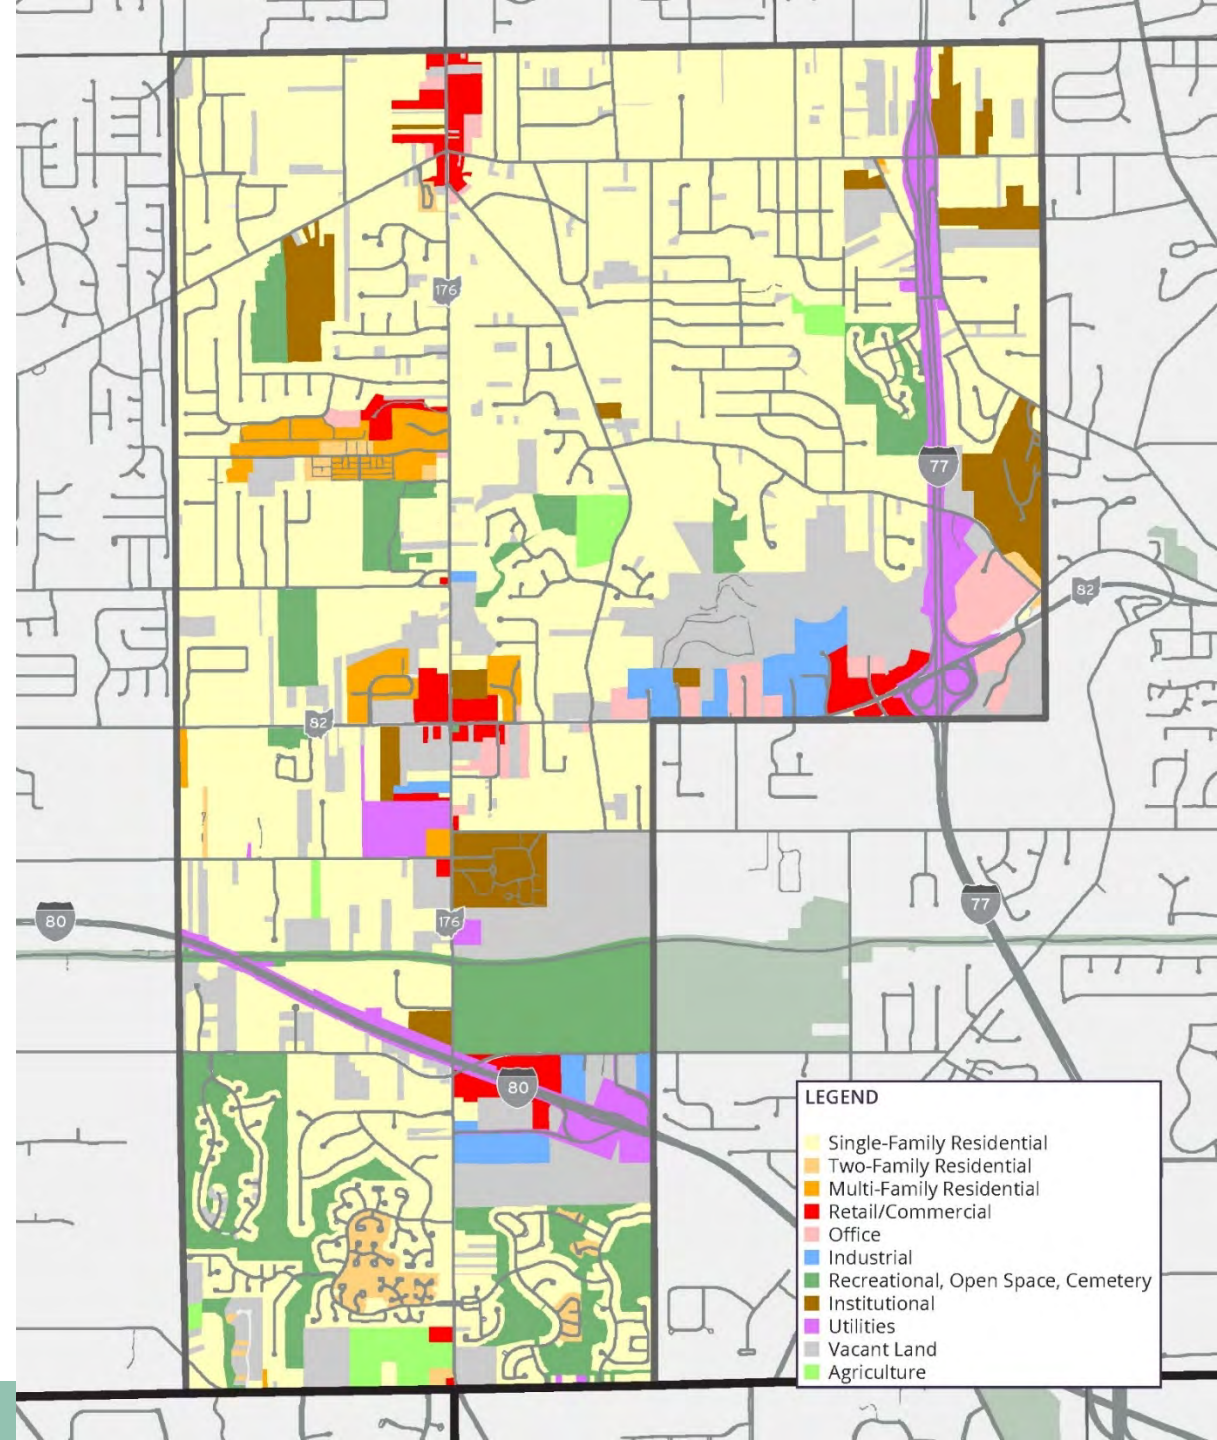 176
77
82
82
80
176
77
80
LEGEND
Single-Family Residential
Two-Family Residential
Multi-Family Residential
Retail/Commercial
Office
Industrial
Recreational, Open Space, Cemetery
Institutional
Utilities
Vacant Land
Agriculture